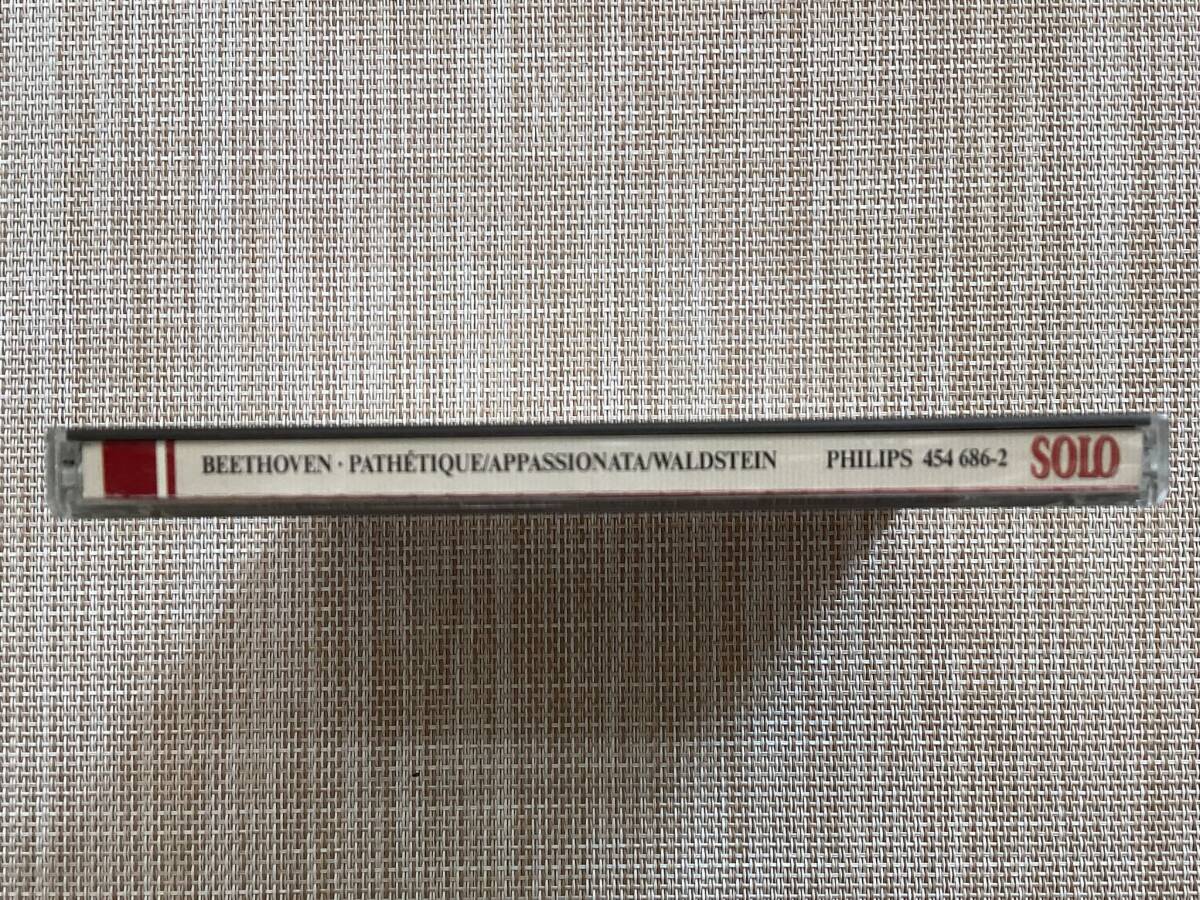 BEETHOVEN · PATHÉTIQUE/APPASSIONATA/WALDSTEIN PHILIPS 454 686-2 SOLO